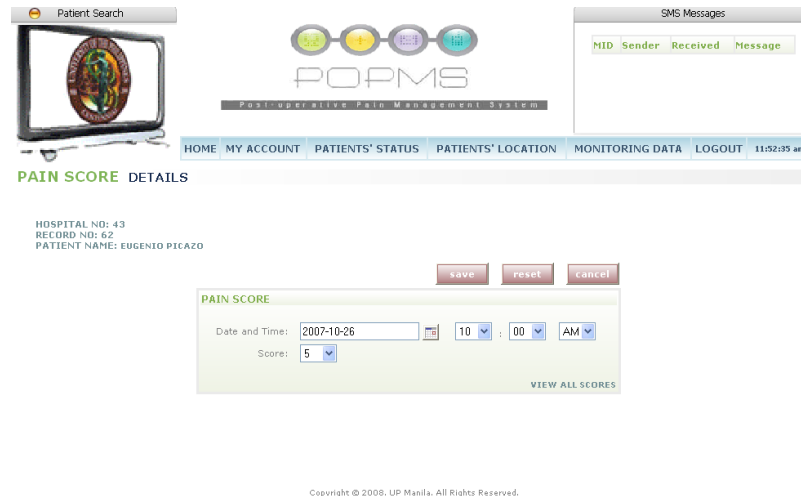 Patient Search
SMS Messages
MID Sender Received Message
POPMS
Post-operative Pain Management System
HOME MY ACCOUNT PATIENTS' STATUS PATIENTS' LOCATION MONITORING DATA LOGOUT 11:52:35 am
PAIN SCORE DETAILS
HOSPITAL NO: 43
RECORD NO: 62
PATIENT NAME: EUGENIO PICAZO
save reset cancel
PAIN SCORE
Date and Time: 2007-10-26 10 : 00 AM
Score: 5
VIEW ALL SCORES
Copyright © 2008. UP Manila. All Rights Reserved.